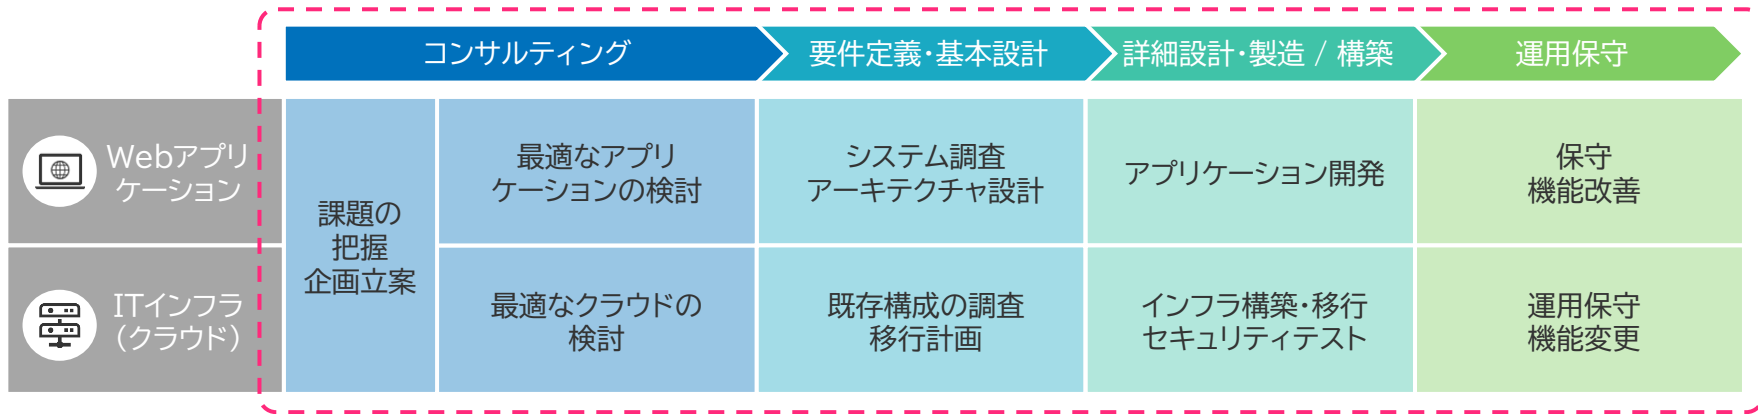 コンサルティング
要件定義・基本設計
詳細設計・製造 / 構築
運用保守
Webアプリ
ケーション
課題の
把握
企画立案
最適なアプリ
ケーションの検討
システム調査
アーキテクチャ設計
アプリケーション開発
保守
機能改善
ITインフラ
(クラウド)
最適なクラウドの
検討
既存構成の調査
移行計画
インフラ構築・移行
セキュリティテスト
運用保守
機能変更